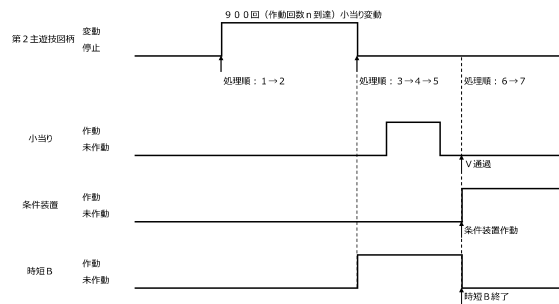 ９００回（作動回数ｎ到達）小当り変動
第２主遊技図柄
変動
停止
処理順：１→２
処理順：３→４→５
処理順：６→７
小当り
作動
未作動
Ｖ通過
条件装置
作動
未作動
条件装置作動
時短Ｂ
作動
未作動
時短Ｂ終了